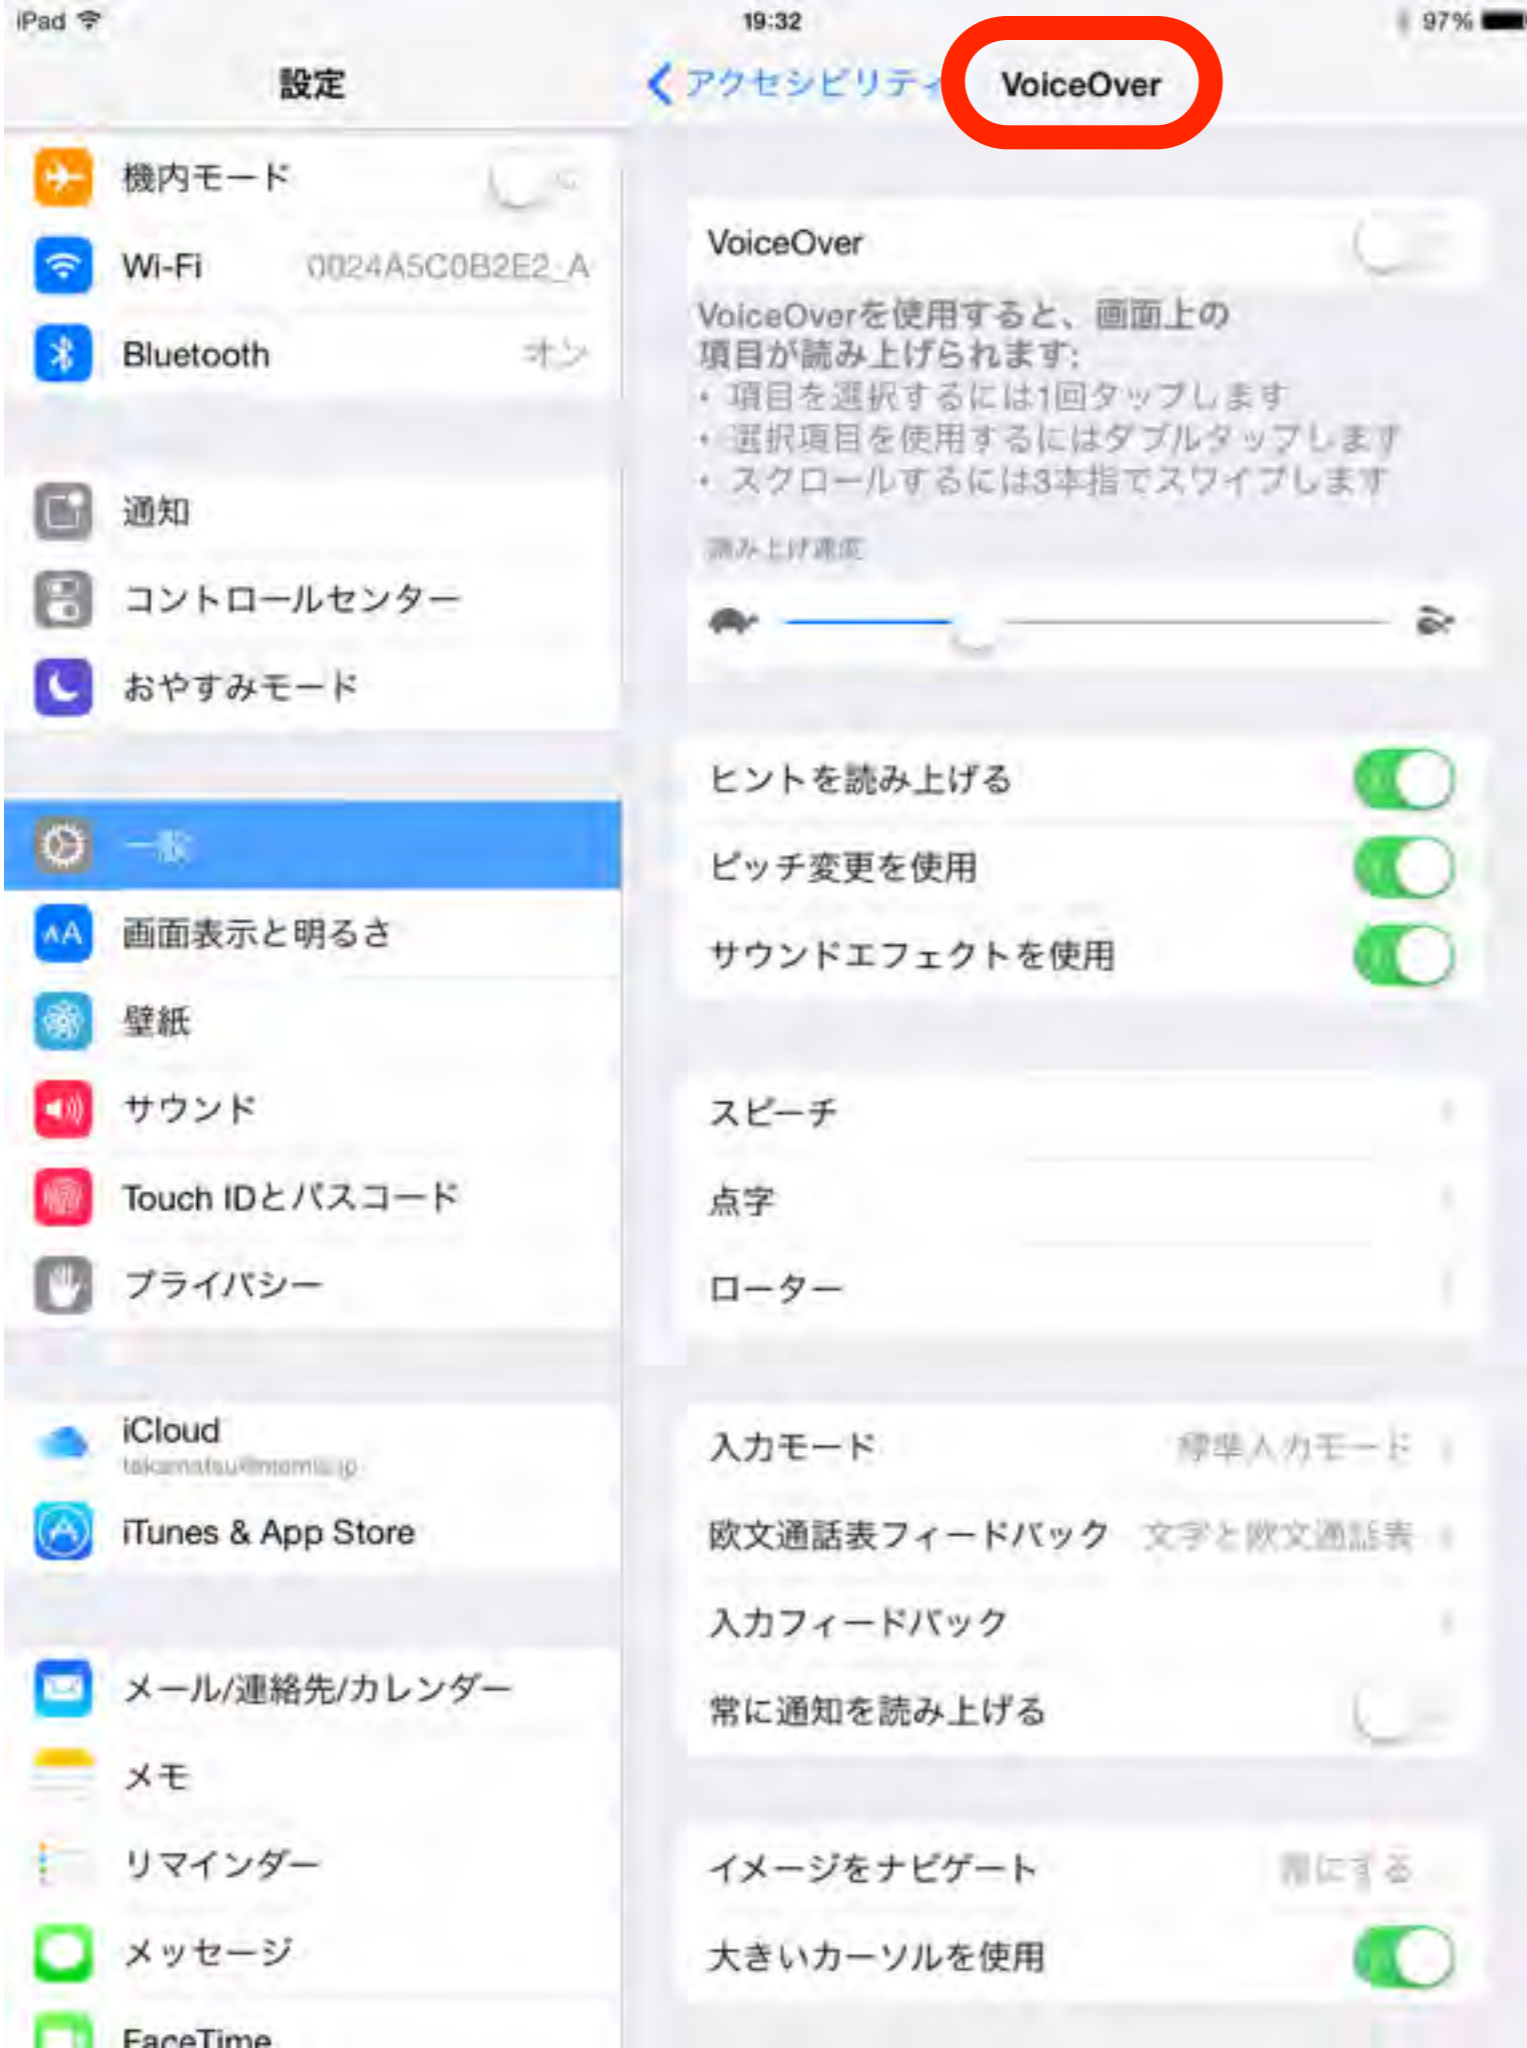 iPad
19:32
97%
設定
アクセシビリティ
VoiceOver
機内モード
Wi-Fi
0024A5C0B2E2_A
Bluetooth
オン
通知
コントロールセンター
おやすみモード
一般
画面表示と明るさ
壁紙
サウンド
Touch IDとパスコード
プライバシー
iCloud
iTunes & App Store
メール/連絡先/カレンダー
メモ
リマインダー
メッセージ
FaceTime
VoiceOver
VoiceOverを使用すると、画面上の
項目が読み上げられます:
• 項目を選択するには1回タップします
• 選択項目を使用するにはダブルタップします
• スクロールするには3本指でスワイプします
読み上げ速度
ヒントを読み上げる
ピッチ変更を使用
サウンドエフェクトを使用
スピーチ
点字
ローター
入力モード
標準入力モード
欧文通話表フィードバック
文字と欧文通話表
入力フィードバック
常に通知を読み上げる
イメージをナビゲート
常にする
大きいカーソルを使用